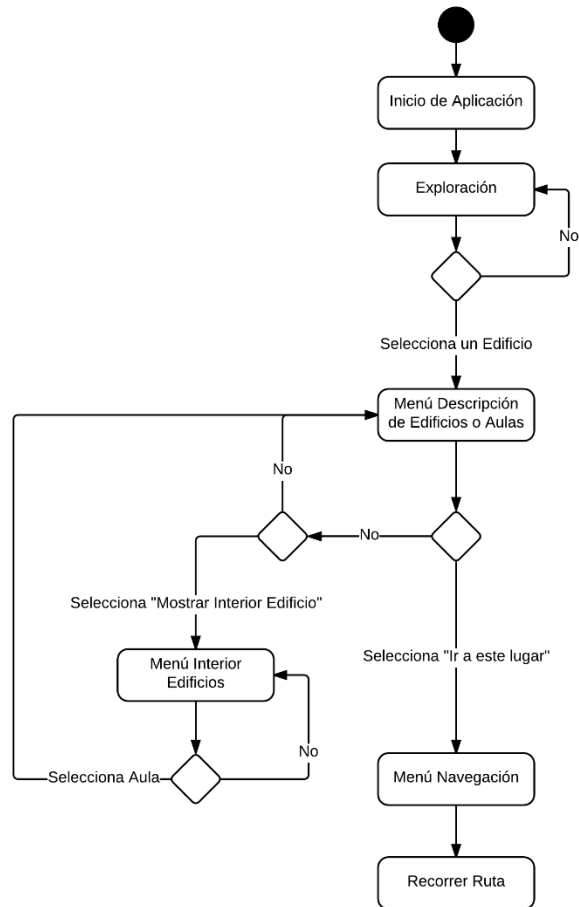 Inicio de Aplicación
Exploración
No
Selecciona un Edificio
Menú Descripción
de Edificios o Aulas
No
No
Selecciona "Mostrar Interior Edificio"
Menú Interior
Edificios
Selecciona "Ir a este lugar"
No
Selecciona Aula
Menú Navegación
Recorrer Ruta